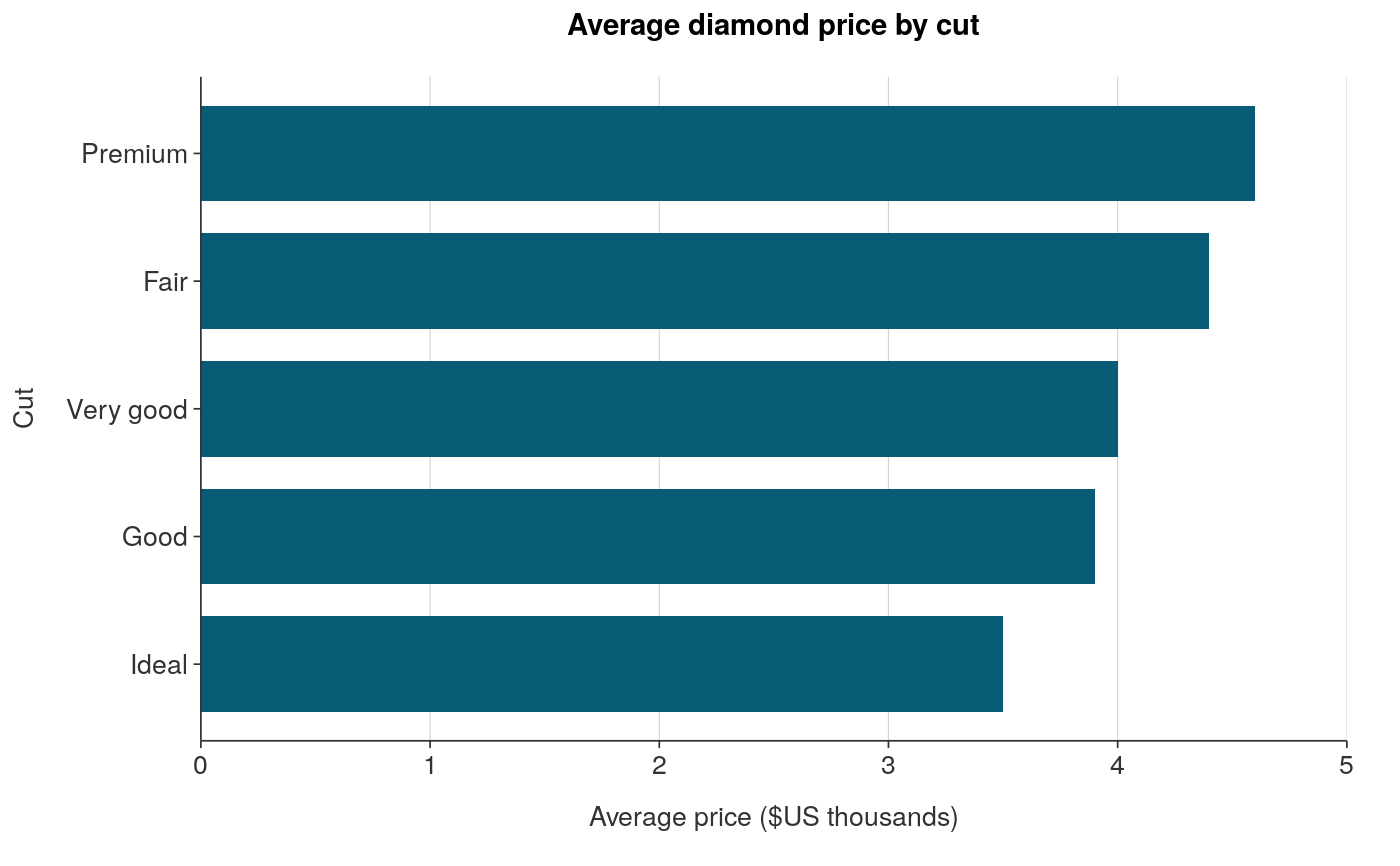 Average diamond price by cut
Premium
Fair
Very good
Good
Ideal
Cut
0 1 2 3 4 5
Average price ($US thousands)